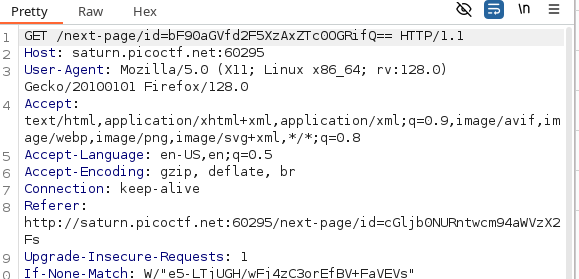 Pretty Raw Hex
\n
1 GET /next-page/id=bF90aGVfd2F5XzAxZTc0OGRifQ== HTTP/1.1
2 Host: saturn.picoctf.net:60295
3 User-Agent: Mozilla/5.0 (X11; Linux x86_64; rv:128.0)
Gecko/20100101 Firefox/128.0
4 Accept:
text/html,application/xhtml+xml,application/xml;q=0.9,image/avif,im
age/webp,image/png,image/svg+xml,*/*;q=0.8
5 Accept-Language: en-US,en;q=0.5
6 Accept-Encoding: gzip, deflate, br
7 Connection: keep-alive
8 Referer:
http://saturn.picoctf.net:60295/next-page/id=cGljb0NURntwcm94aWVzX2
Fs
9 Upgrade-Insecure-Requests: 1
0 If-None-Match: W/"e5-LTjUGH/wFj4zC3orEfBV+FaVEVs"